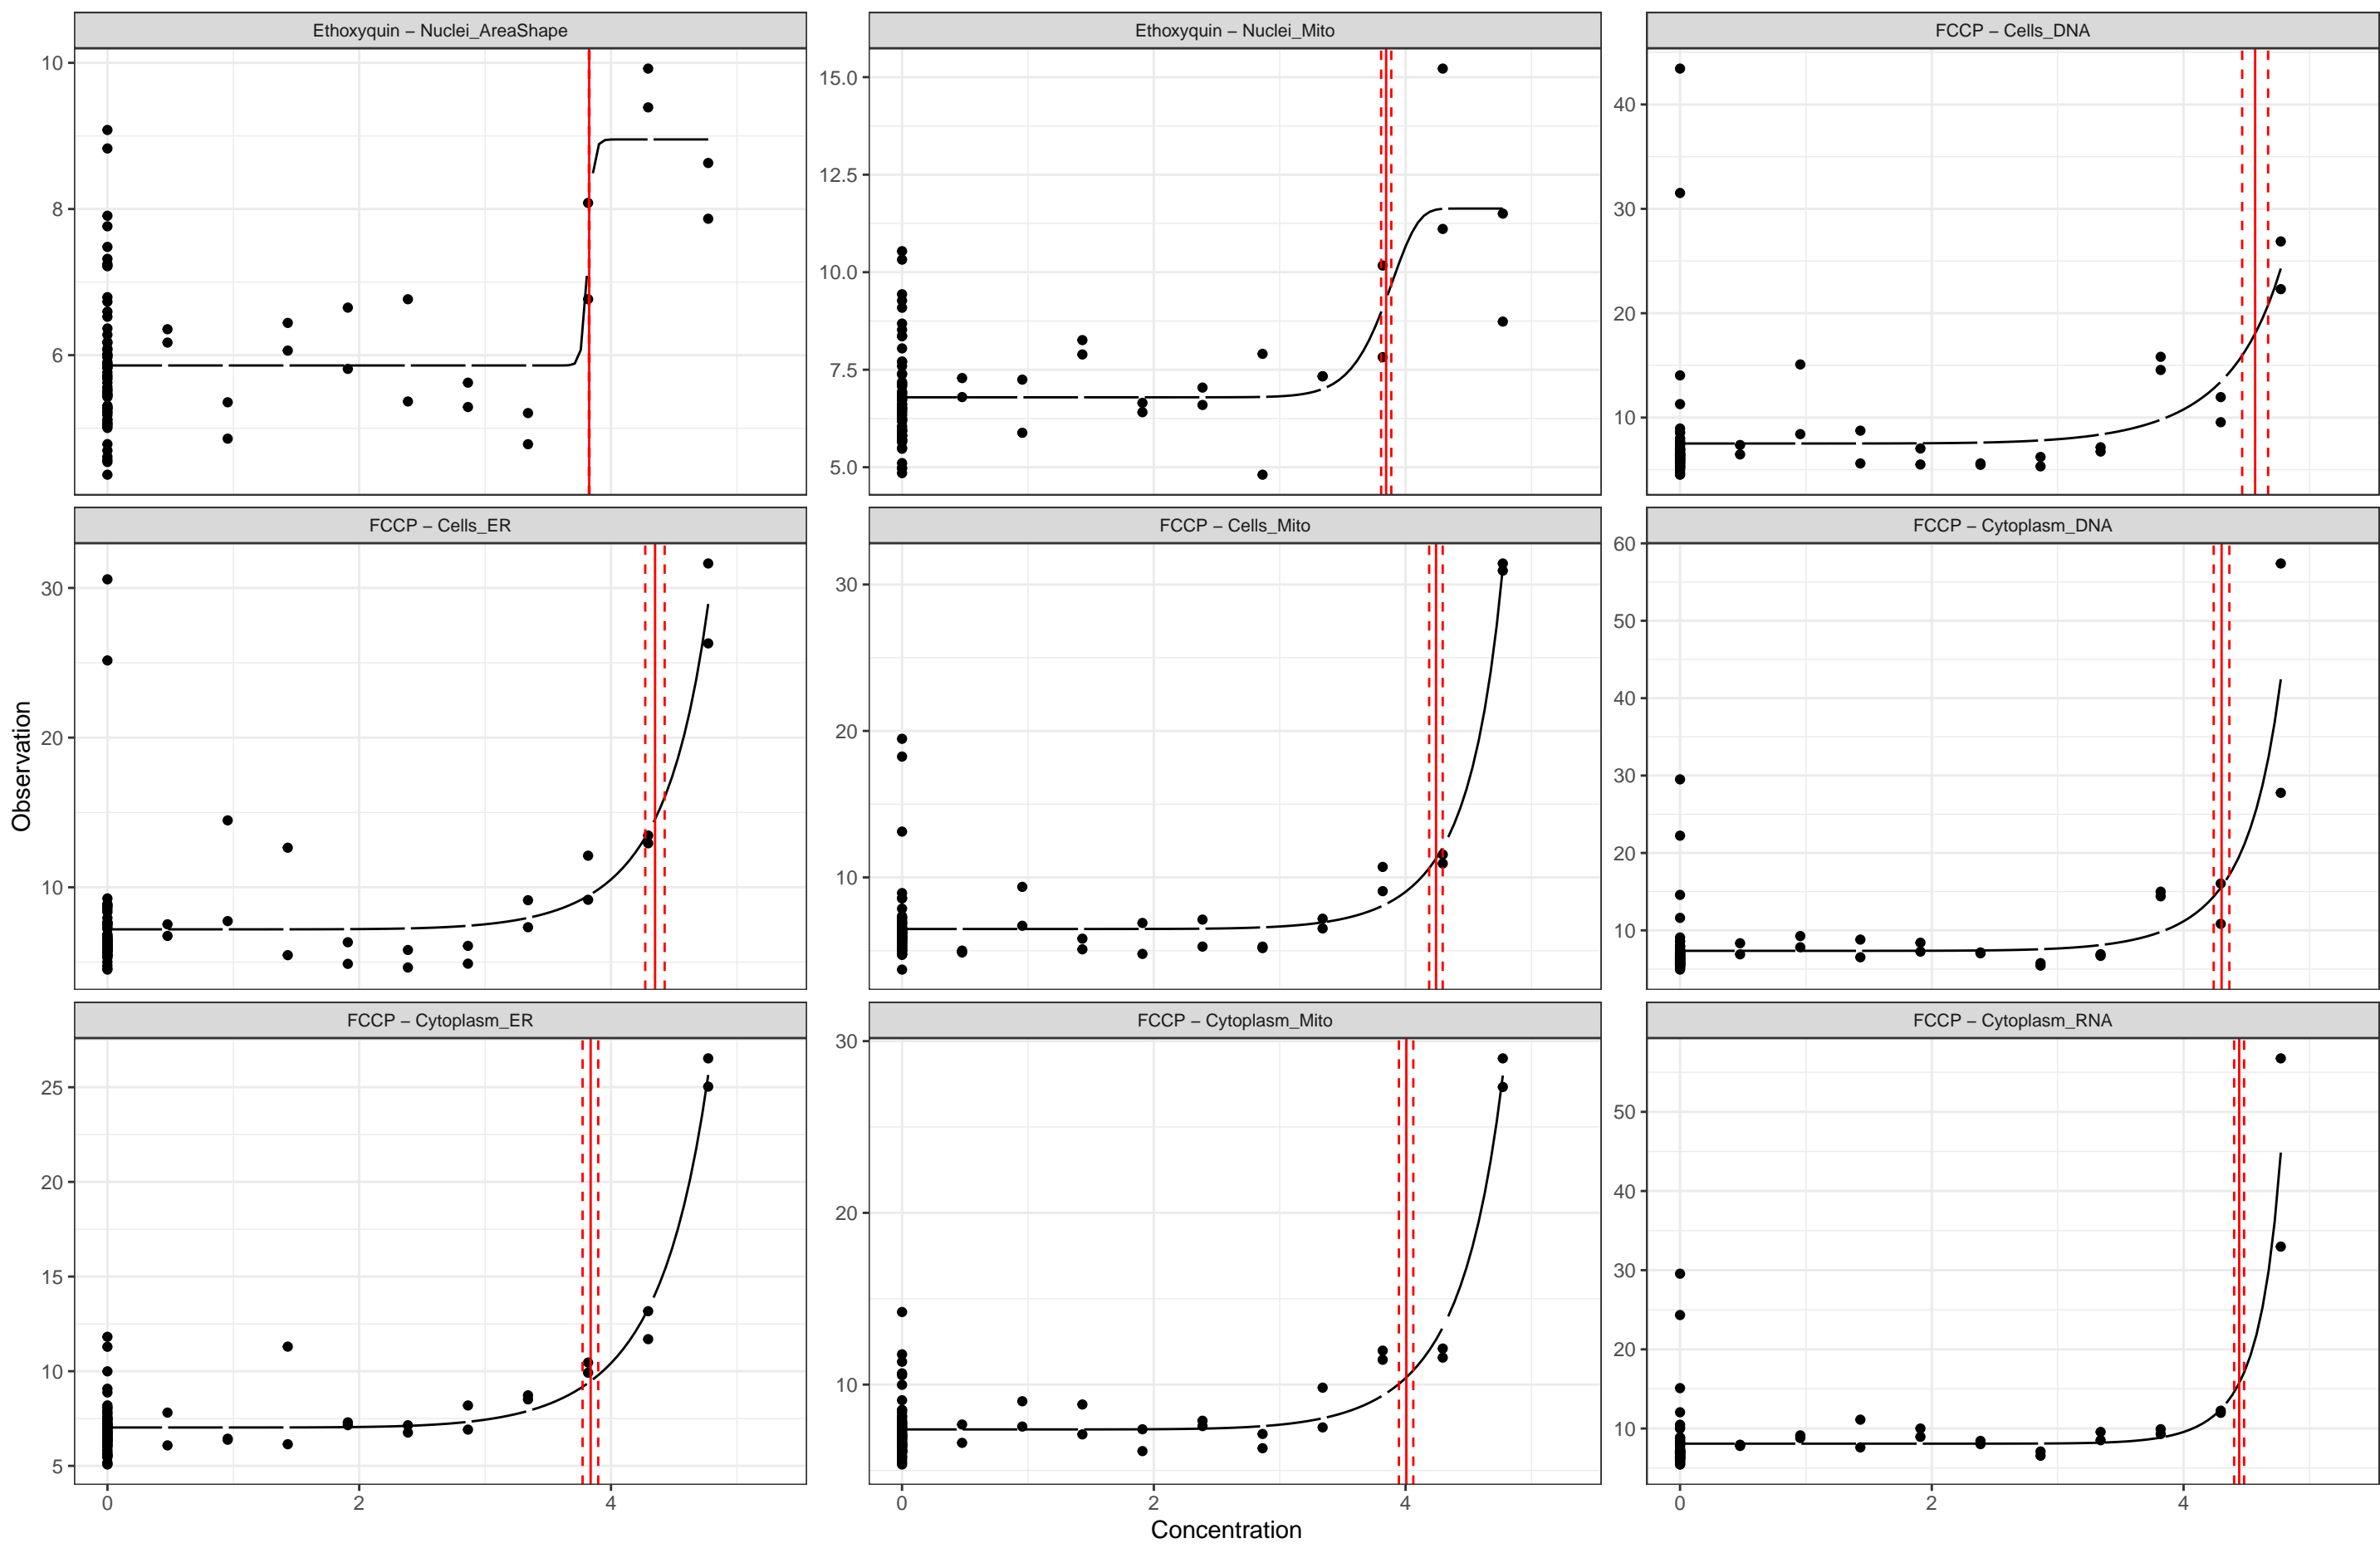 Ethoxyquin – Nuclei_AreaShape
Ethoxyquin – Nuclei_Mito
FCCP – Cells_DNA
10
8
6
15.0
12.5
10.0
7.5
5.0
40
30
20
10
FCCP – Cells_ER
FCCP – Cells_Mito
FCCP – Cytoplasm_DNA
30
20
10
30
20
10
60
50
40
30
20
10
Observation
FCCP – Cytoplasm_ER
FCCP – Cytoplasm_Mito
FCCP – Cytoplasm_RNA
25
20
15
10
5
30
20
10
50
40
30
20
10
0 2 4
0 2 4
0 2 4
Concentration